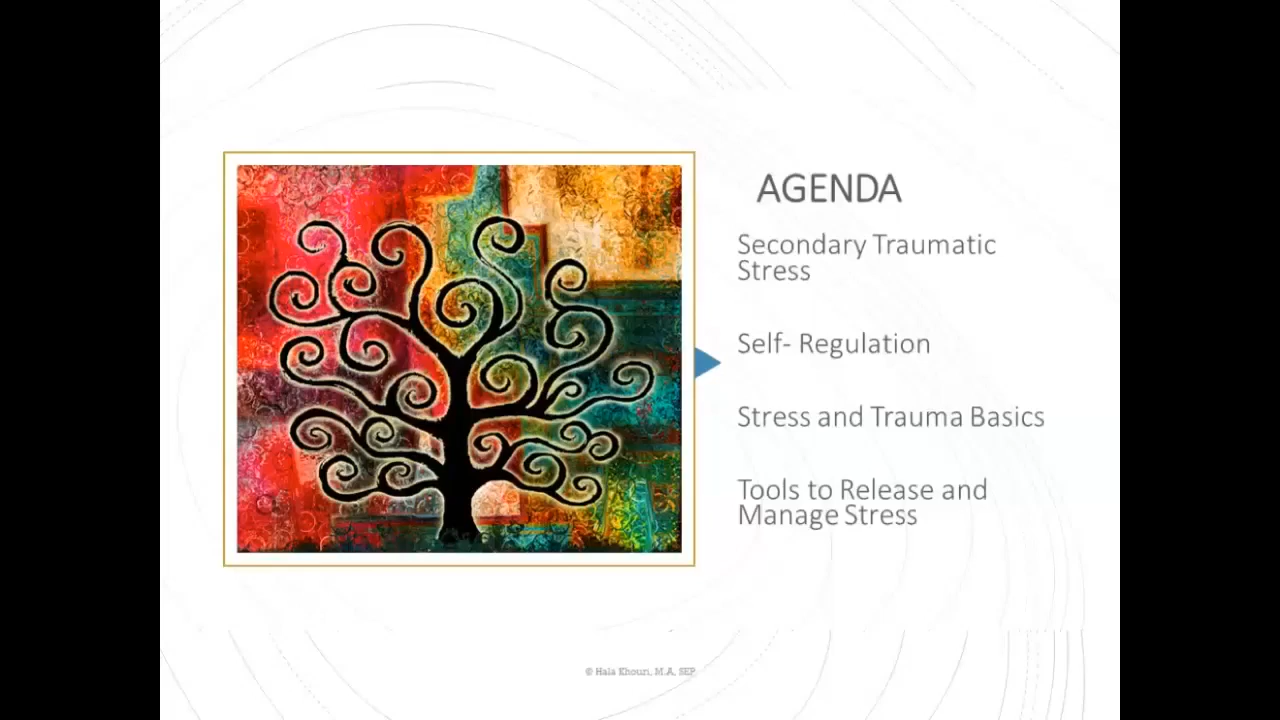 AGENDA
Secondary Traumatic
Stress
Self- Regulation
Stress and Trauma Basics
Tools to Release and
Manage Stress
© Hala Khouri, M.A, SEP